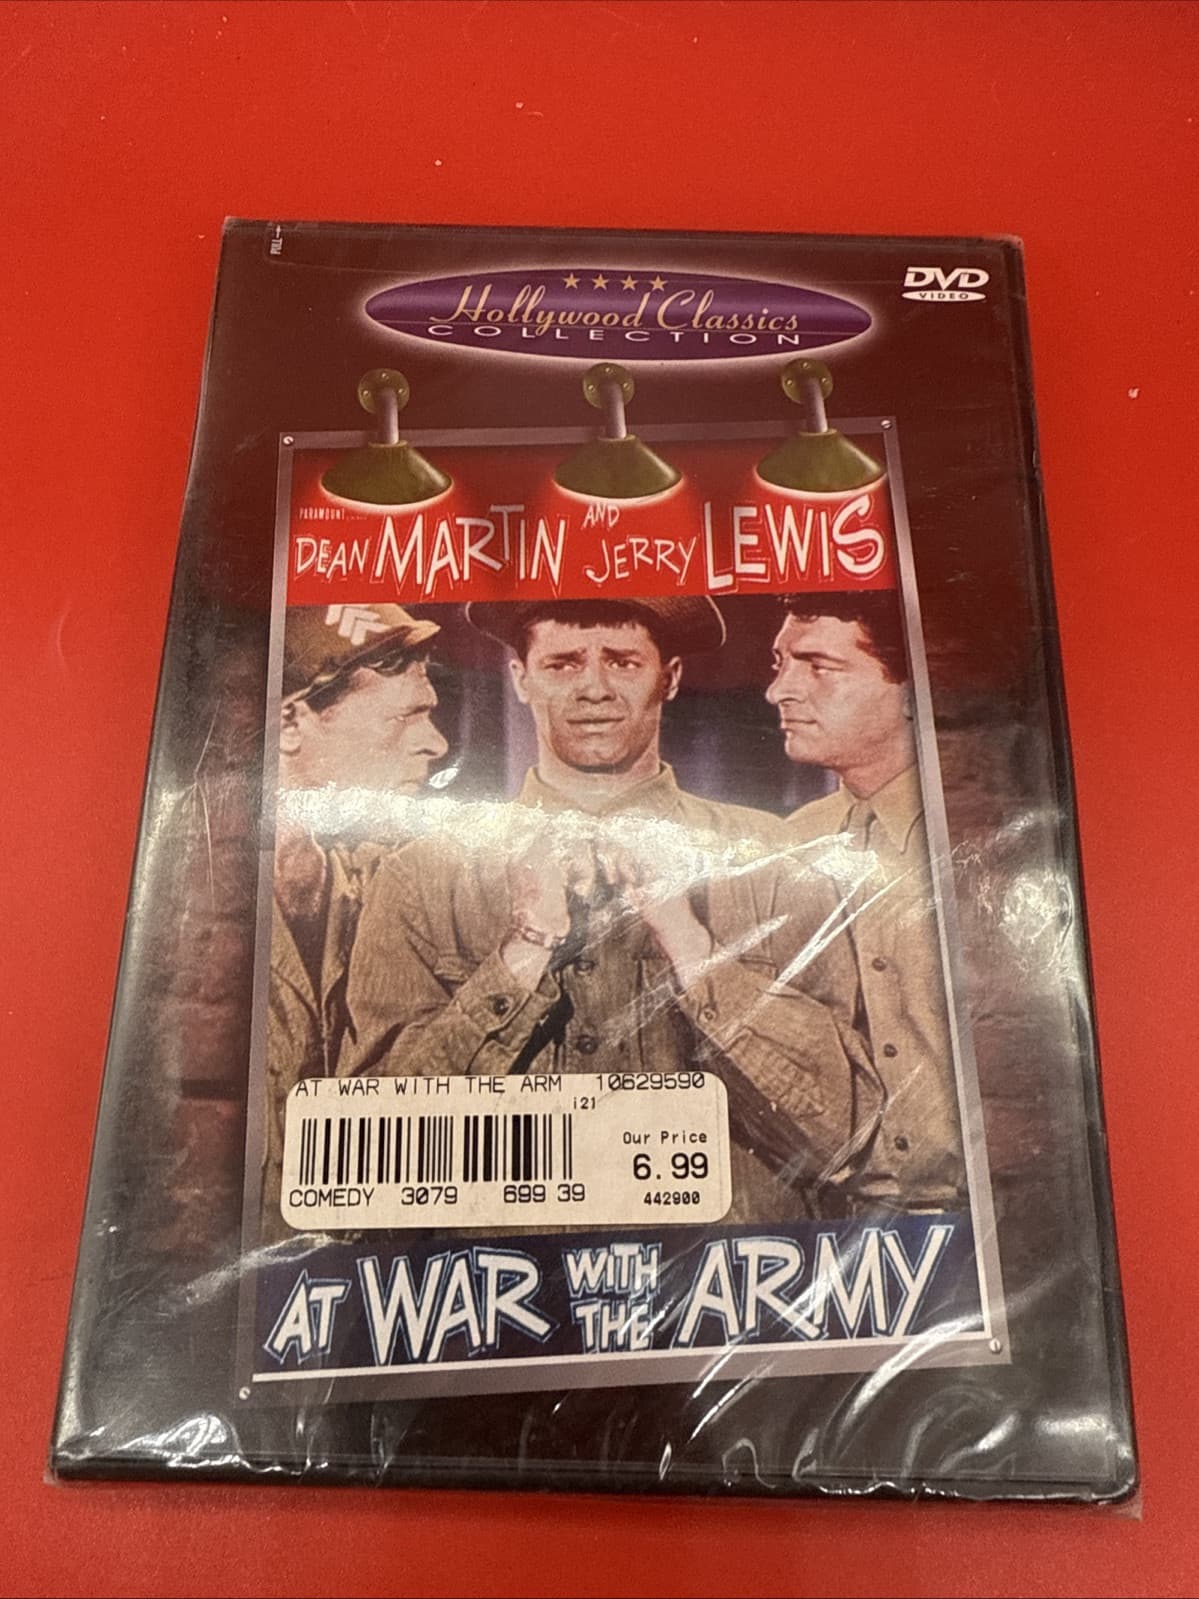 PULL
DVD
VIDEO
Hollywood Classics
COLLECTION
PARAMOUNT
DEAN MARTIN AND JERRY LEWIS
AT WAR WITH THE ARM 10629590
i21
Our Price
6.99
COMEDY 3079 699 39
442900
AT WAR WITH THE ARMY